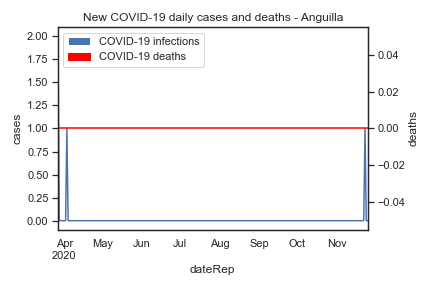 New COVID-19 daily cases and deaths - Anguilla
COVID-19 infections
COVID-19 deaths
2.00
1.75
1.50
1.25
1.00
0.75
0.50
0.25
0.00
cases
0.04
0.02
0.00
−0.02
−0.04
deaths
Apr May Jun Jul Aug Sep Oct Nov
2020
dateRep